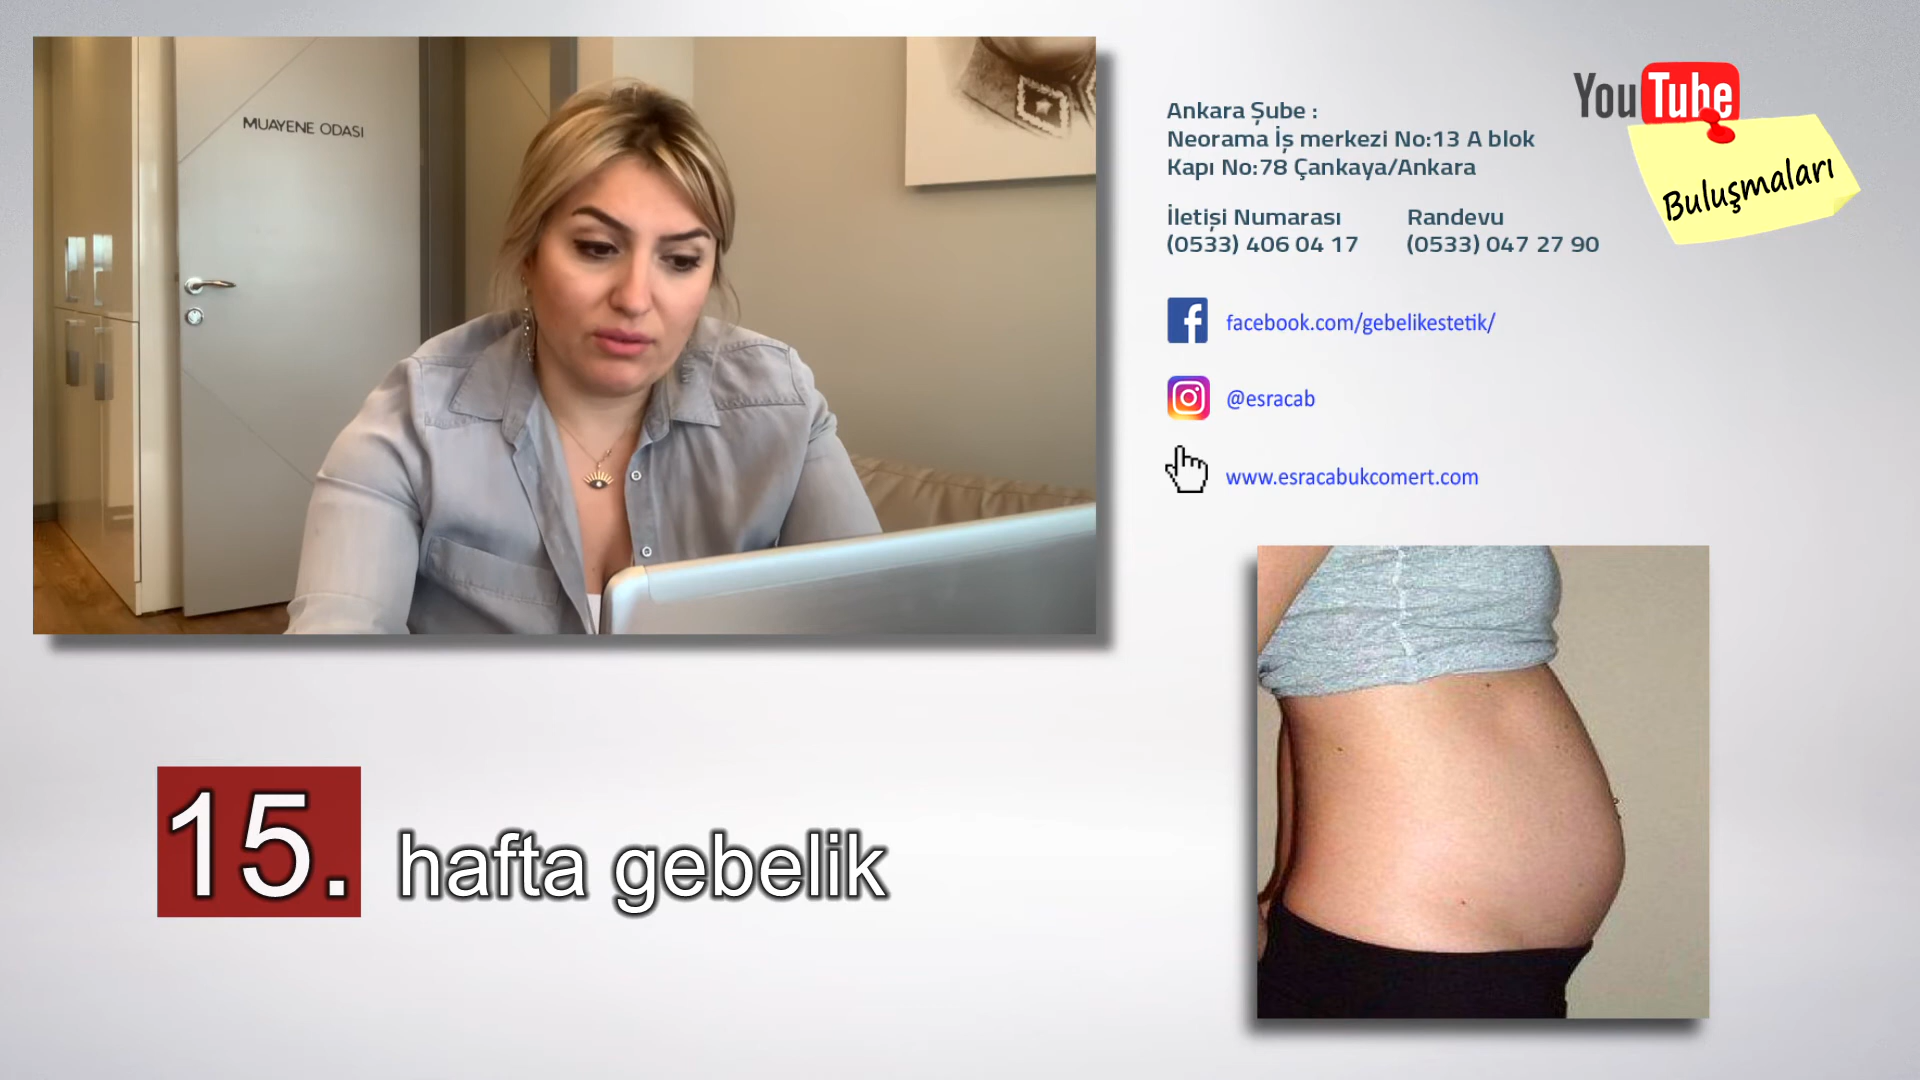 MUAYENE ODASI
Ankara Şube :
Neorama İş merkezi No:13 A blok
Kapı No:78 Çankaya/Ankara
İletişi Numarası
(0533) 406 04 17
Randevu
(0533) 047 27 90
facebook.com/gebelikestetik/
@esracab
www.esracabukcomert.com
YouTube
Buluşmaları
15. hafta gebelik